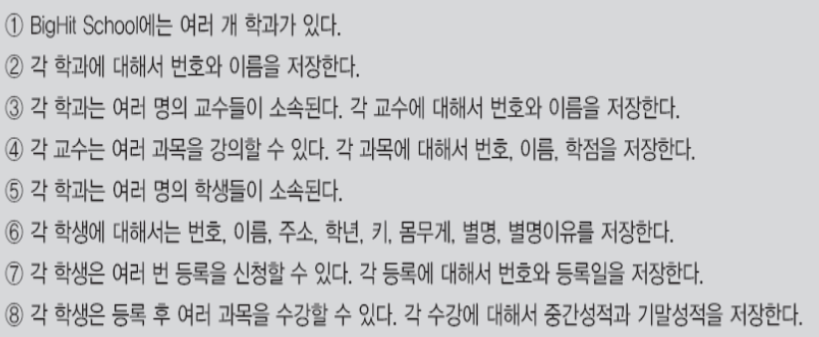 ① BigHit School에는 여러 개 학과가 있다.
② 각 학과에 대해서 번호와 이름을 저장한다.
③ 각 학과는 여러 명의 교수들이 소속된다. 각 교수에 대해서 번호와 이름을 저장한다.
④ 각 교수는 여러 과목을 강의할 수 있다. 각 과목에 대해서 번호, 이름, 학점을 저장한다.
⑤ 각 학과는 여러 명의 학생들이 소속된다.
⑥ 각 학생에 대해서는 번호, 이름, 주소, 학년, 키, 몸무게, 별명, 별명이유를 저장한다.
⑦ 각 학생은 여러 번 등록을 신청할 수 있다. 각 등록에 대해서 번호와 등록일을 저장한다.
⑧ 각 학생은 등록 후 여러 과목을 수강할 수 있다. 각 수강에 대해서 중간성적과 기말성적을 저장한다.